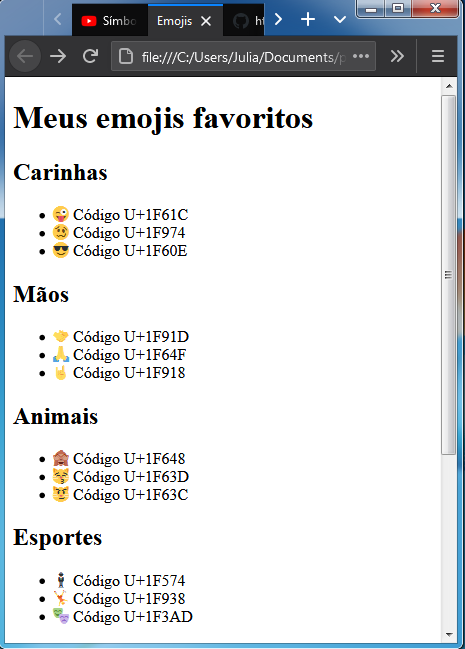 Símbo
Emojis
ht
file:///C:/Users/Julia/Documents/p
Meus emojis favoritos
Carinhas
😜 Código U+1F61C
🥴 Código U+1F974
😎 Código U+1F60E
Mãos
🤝 Código U+1F91D
🙏 Código U+1F64F
🤘 Código U+1F918
Animais
🙈 Código U+1F648
😽 Código U+1F63D
😼 Código U+1F63C
Esportes
🕴 Código U+1F574
🤸 Código U+1F938
🎭 Código U+1F3AD